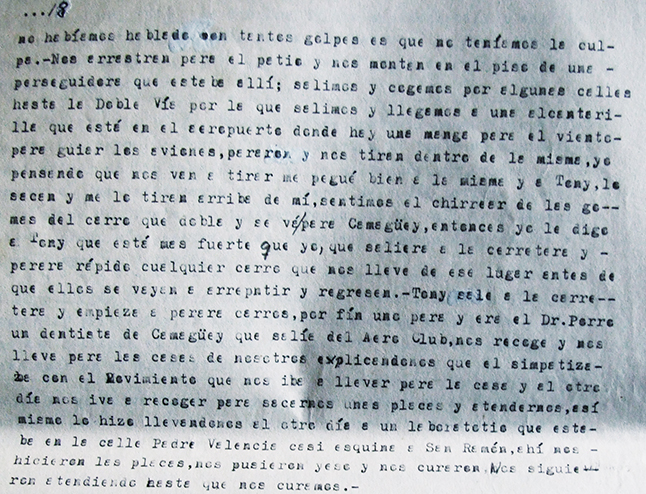 ...18
no habíamos hablado con tantos golpes es que no teníamos la cul-
pa.-Nos arrastran para el patio y nos montan en el piso de una -
perseguidora que estaba allí; salimos y cogemos por algunas calles
hasta la Doble Vía por la que salimos y llegamos a una alcantari-
lla que está en el aeropuerto donde hay una manga para el viento-
para guiar los aviones,pararon y nos tiran dentro de la misma,yo
pensando que nos van a tirar me pegué bien a la misma y a Tony,lo
sacan y me lo tiran arriba de mí,sentimos el chirrear de las go--
mas del carro que dobla y se va/para Camagüey,entonces yo le digo
a Tony que está mas fuerte que yo,que saliera a la carretera y -
parara rápido cualquier carro que nos lleve de ese lugar antes de
que ellos se vayan a arrepntir y regresen.-Tony sale a la carre--
tera y empieza a parara carros,por fín uno para y era el Dr.Porro
un dentista de Camagüey que salía del Aero Club,nos recoge y nos
lleva para las casas de nosotros explicandonos que el simpatiza-
ba con el Movimiento que nos iba a llevar para la casa y al otro
día nos iva a recoger para sacarnos unas placas y atendernos,así
mismo lo hizo llevandonos al otro día a un laboratotio que esta-
ba en la calle Padre Valencia casi esquina a San Ramón,ahí nos -
hicieron las placas,nos pusieron yeso y nos curaron.Nos siguie--
ron atendiendo hasta que nos curamos.-